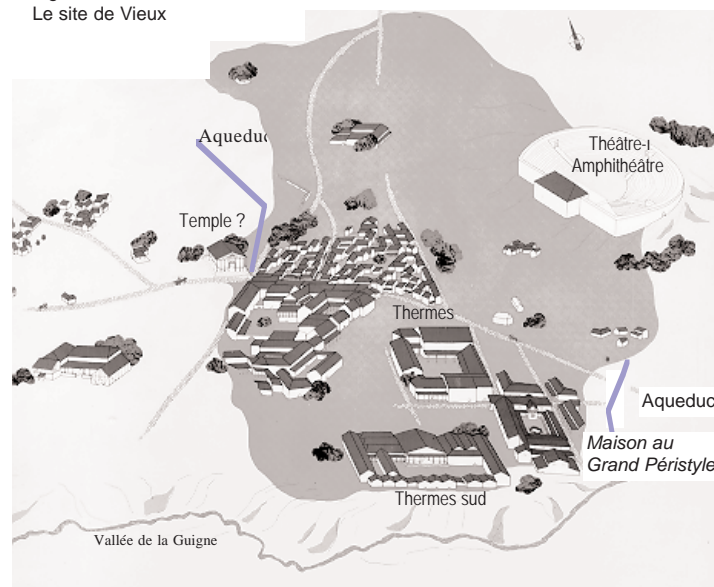 Le site de Vieux
Aqueduc
Théâtre-
Amphithéâtre
Temple ?
Thermes
Aqueduc
Maison au
Grand Péristyle
Thermes sud
Vallée de la Guigne